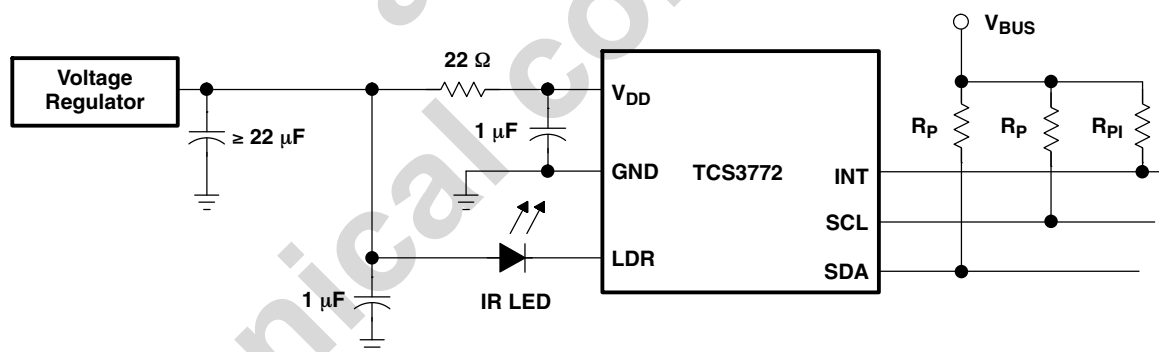 V_BUS
22 Ω
Voltage
Regulator
V_DD
≥ 22 μF
1 μF
R_P
R_P
R_PI
GND
TCS3772
INT
SCL
LDR
SDA
1 μF
IR LED